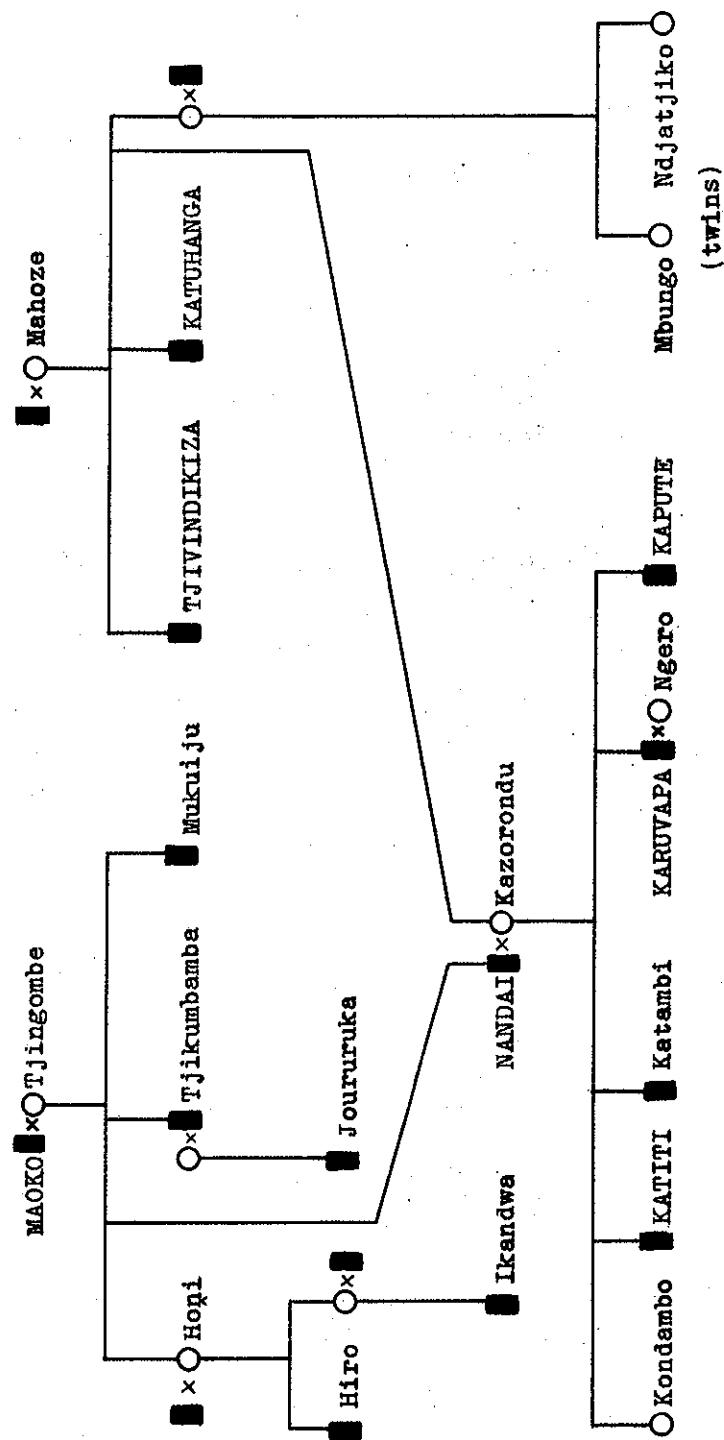 MAOKO × Tjingombe
× Mahoze
× Honi
× Tjikumbamba
Mukuiju
TJIVINDIKIZA
KATUHANGA
×
Hiro
×
Joururuka
Ikandwa
NANDAI × Kazorondu
Kondambo
KATITI
Katambi
KARUVAPA × Ngero
KAPUTE
Mbungo
Ndjatjiko
(twins)